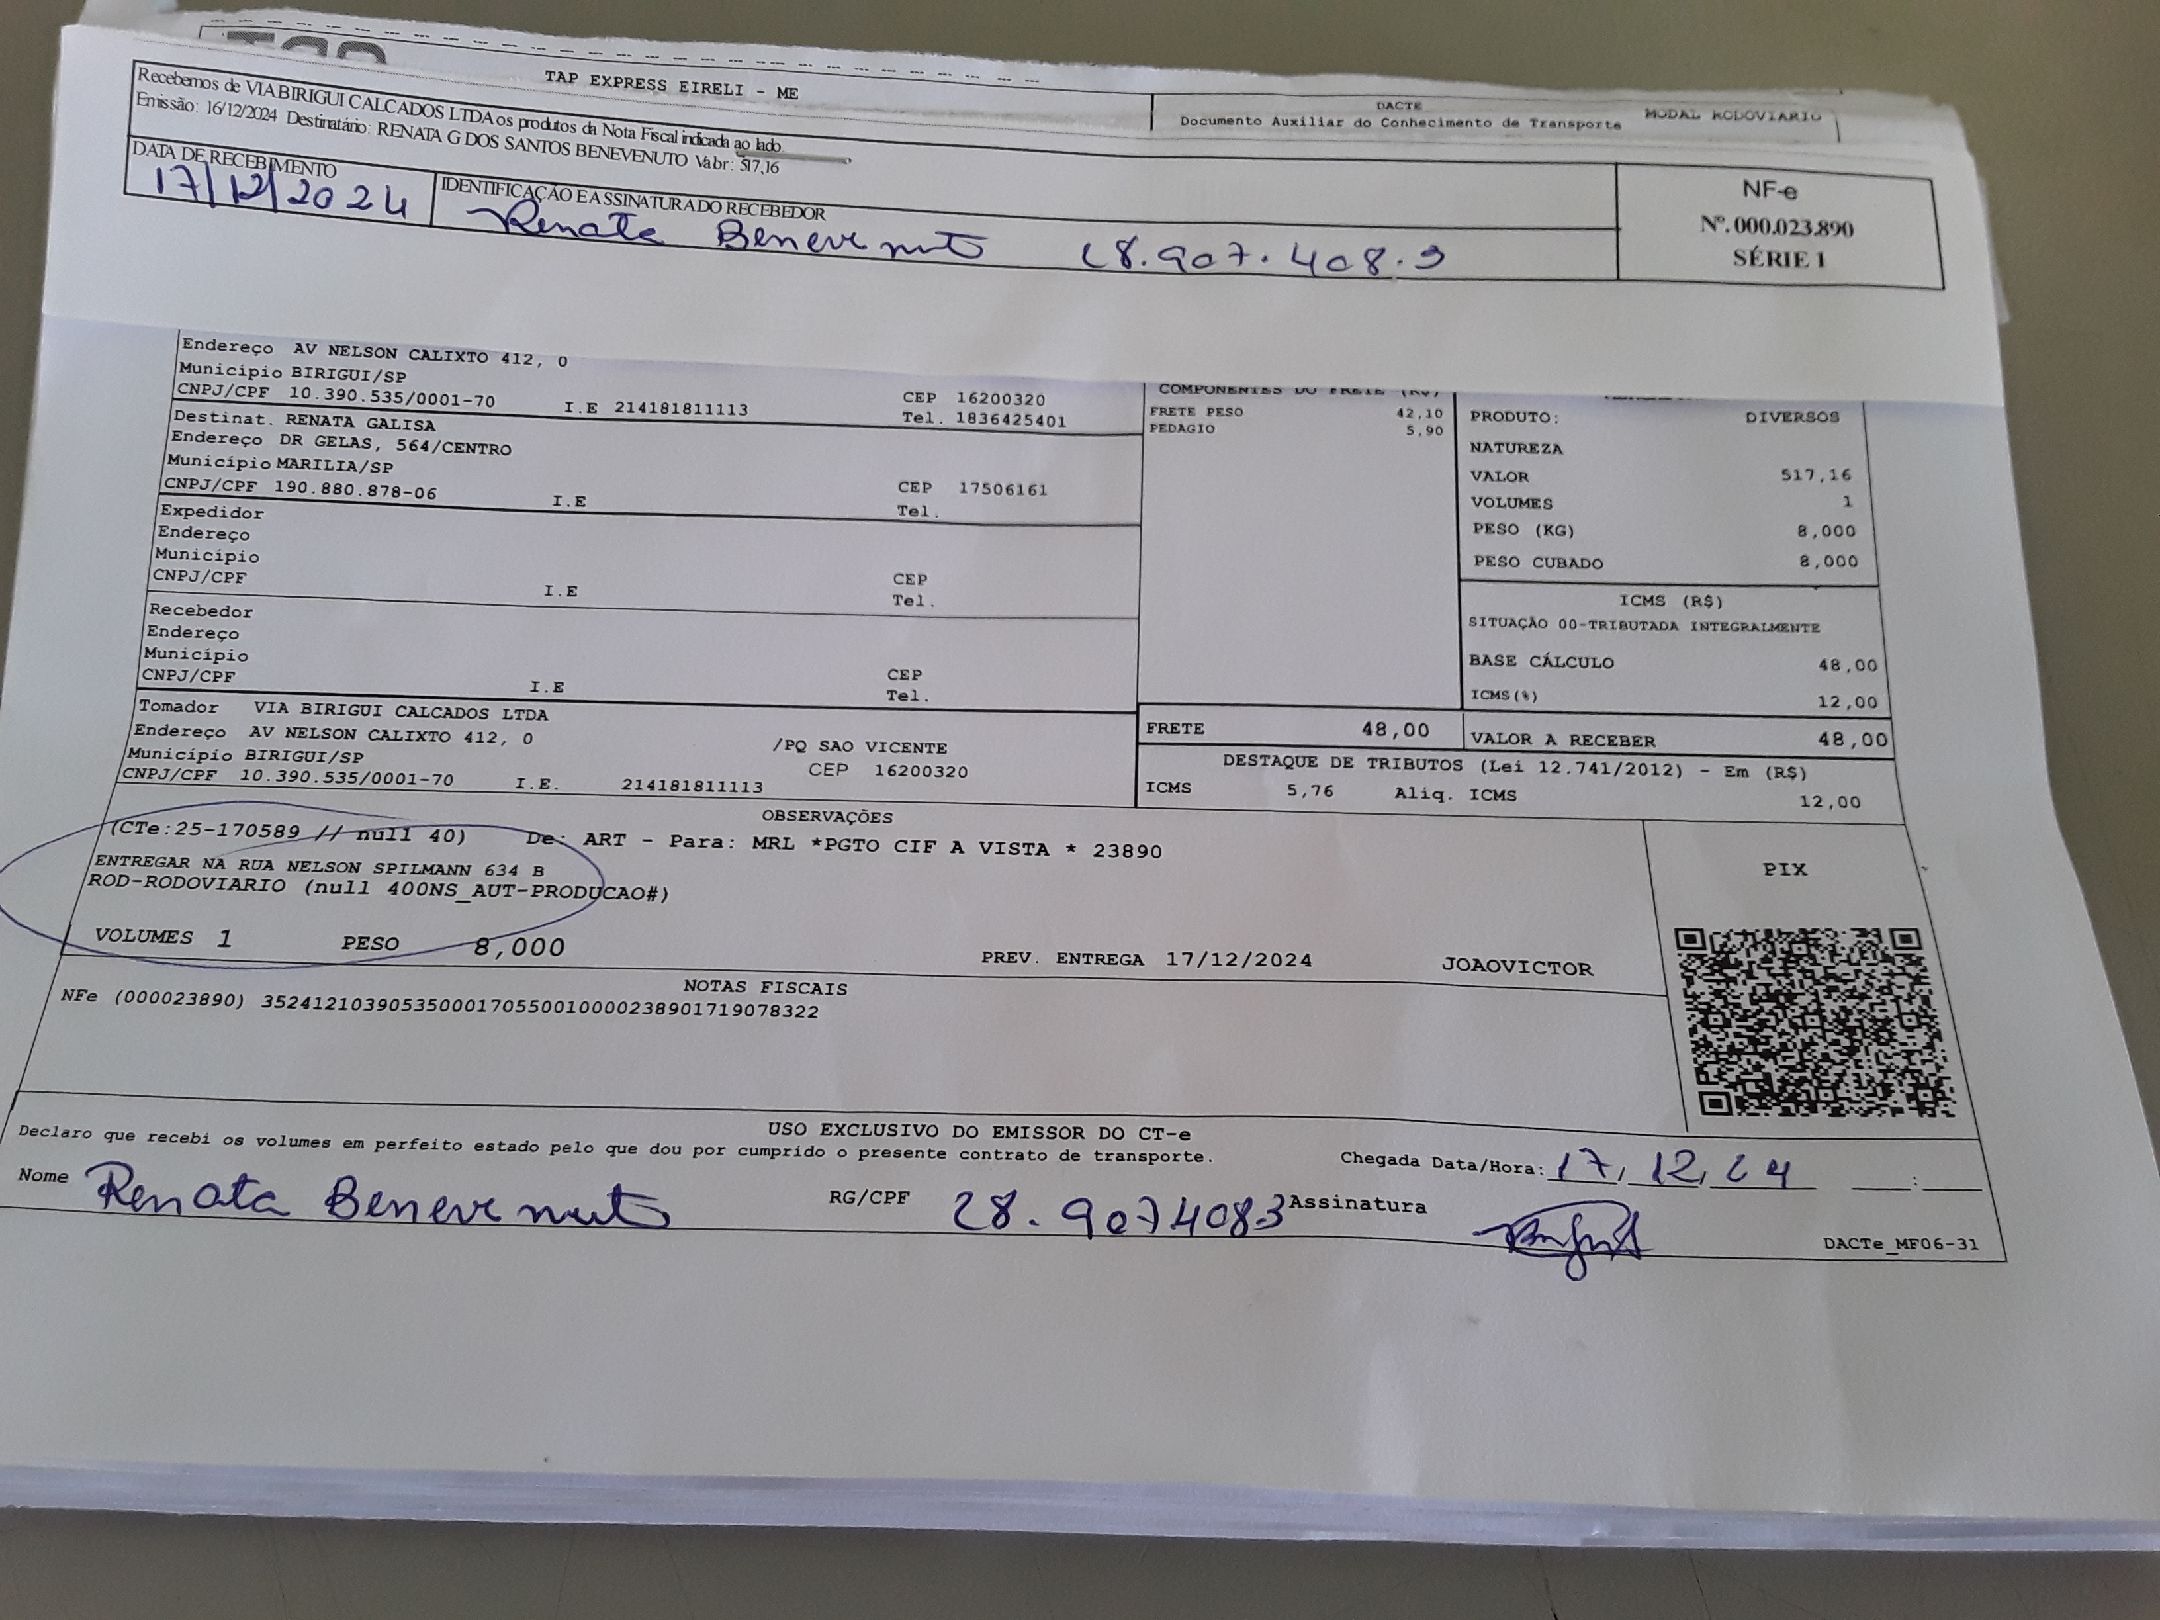 TAP EXPRESS EIRELI - ME
DACTE
Documento Auxiliar do Conhecimento de Transporte
MODAL RODOVIARIO
Recebemos de VIA BIRIGUI CALCADOS LTDA os produtos da Nota Fiscal indicada ao lado
Emissão: 16/12/2024 Destinatário: RENATA G DOS SANTOS BENEVENUTO Valor: 517,16
DATA DE RECEBIMENTO
17/12/2024
IDENTIFICAÇÃO E ASSINATURA DO RECEBEDOR
Renata Benevenuto 28.907.408.3
NF-e
Nº. 000.023.890
SÉRIE 1
Endereço AV NELSON CALIXTO 412, 0
Município BIRIGUI/SP
CNPJ/CPF 10.390.535/0001-70 I.E 214181811113
CEP 16200320
Tel. 1836425401
Destinat. RENATA GALISA
Endereço DR GELAS, 564/CENTRO
Município MARILIA/SP
CNPJ/CPF 190.880.878-06 I.E
CEP 17506161
Tel.
Expedidor
Endereço
Município
CNPJ/CPF I.E
CEP
Tel.
Recebedor
Endereço
Município
CNPJ/CPF I.E
CEP
Tel.
Tomador VIA BIRIGUI CALCADOS LTDA
Endereço AV NELSON CALIXTO 412, 0 /PQ SAO VICENTE
Município BIRIGUI/SP CEP 16200320
CNPJ/CPF 10.390.535/0001-70 I.E. 214181811113
COMPONENTES DO FRETE (R$)
FRETE PESO 42,10
PEDAGIO 5,90
PRODUTO: DIVERSOS
NATUREZA
VALOR 517,16
VOLUMES 1
PESO (KG) 8,000
PESO CUBADO 8,000
ICMS (R$)
SITUAÇÃO 00-TRIBUTADA INTEGRALMENTE
BASE CÁLCULO 48,00
ICMS(%) 12,00
FRETE 48,00
VALOR A RECEBER 48,00
DESTAQUE DE TRIBUTOS (Lei 12.741/2012) - Em (R$)
ICMS 5,76 Aliq. ICMS 12,00
OBSERVAÇÕES
(CTe:25-170589 // null 40) De: ART - Para: MRL *PGTO CIF A VISTA * 23890
ENTREGAR NA RUA NELSON SPILMANN 634 B
ROD-RODOVIARIO (null 400NS_AUT-PRODUCAO#)
VOLUMES 1 PESO 8,000
PREV. ENTREGA 17/12/2024 JOAOVICTOR
PIX
NOTAS FISCAIS
NFe (000023890) 35241210390535000170550010000238901719078322
USO EXCLUSIVO DO EMISSOR DO CT-e
Declaro que recebi os volumes em perfeito estado pelo que dou por cumprido o presente contrato de transporte.
Chegada Data/Hora: 17, 12, 24 :
Nome Renata Benevenuto
RG/CPF 28.9074083
Assinatura
DACTe_MF06-31